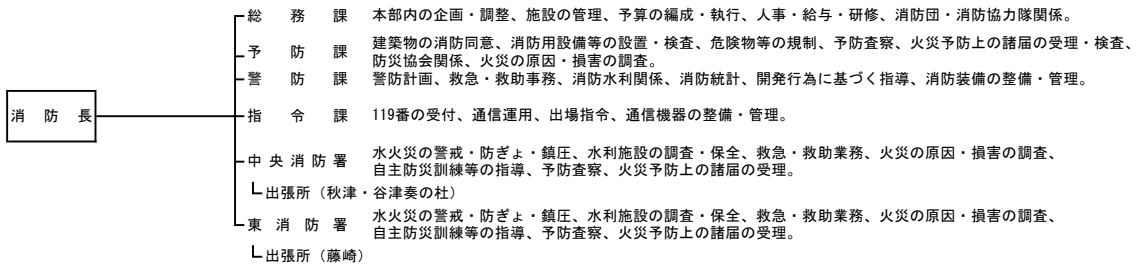 総務課 本部内の企画・調整、施設の管理、予算の編成・執行、人事・給与・研修、消防団・消防協力隊関係。
予防課 建築物の消防同意、消防用設備等の設置・検査、危険物等の規制、予防査察、火災予防上の諸届の受理・検査、
防災協会関係、火災の原因・損害の調査。
警防課 警防計画、救急・救助事務、消防水利関係、消防統計、開発行為に基づく指導、消防装備の整備・管理。
消防長
指令課 119番の受付、通信運用、出場指令、通信機器の整備・管理。
中央消防署 水火災の警戒・防ぎょ・鎮圧、水利施設の調査・保全、救急・救助業務、火災の原因・損害の調査、
自主防災訓練等の指導、予防査察、火災予防上の諸届の受理。
出張所（秋津・谷津奏の杜）
東消防署 水火災の警戒・防ぎょ・鎮圧、水利施設の調査・保全、救急・救助業務、火災の原因・損害の調査、
自主防災訓練等の指導、予防査察、火災予防上の諸届の受理。
出張所（藤崎）